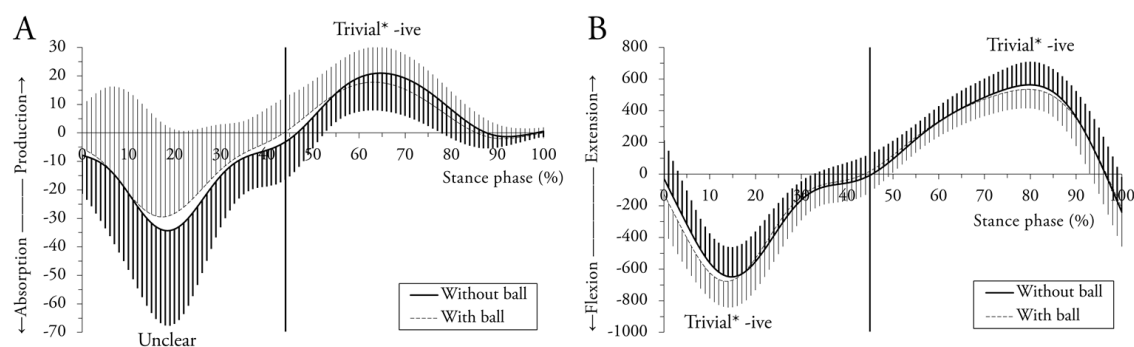 A
Trivial* -ive
30
20
10
0
-10
-20
-30
-40
-50
-60
-70
←Absorption ——— Production→
0 10 20 30 40 50 60 70 80 90 100
Stance phase (%)
Without ball
With ball
Unclear
B
Trivial* -ive
800
600
400
200
0
-200
-400
-600
-800
-1000
←Flexion ———— Extension→
0 10 20 30 40 50 60 70 80 90 100
Stance phase (%)
Without ball
With ball
Trivial* -ive